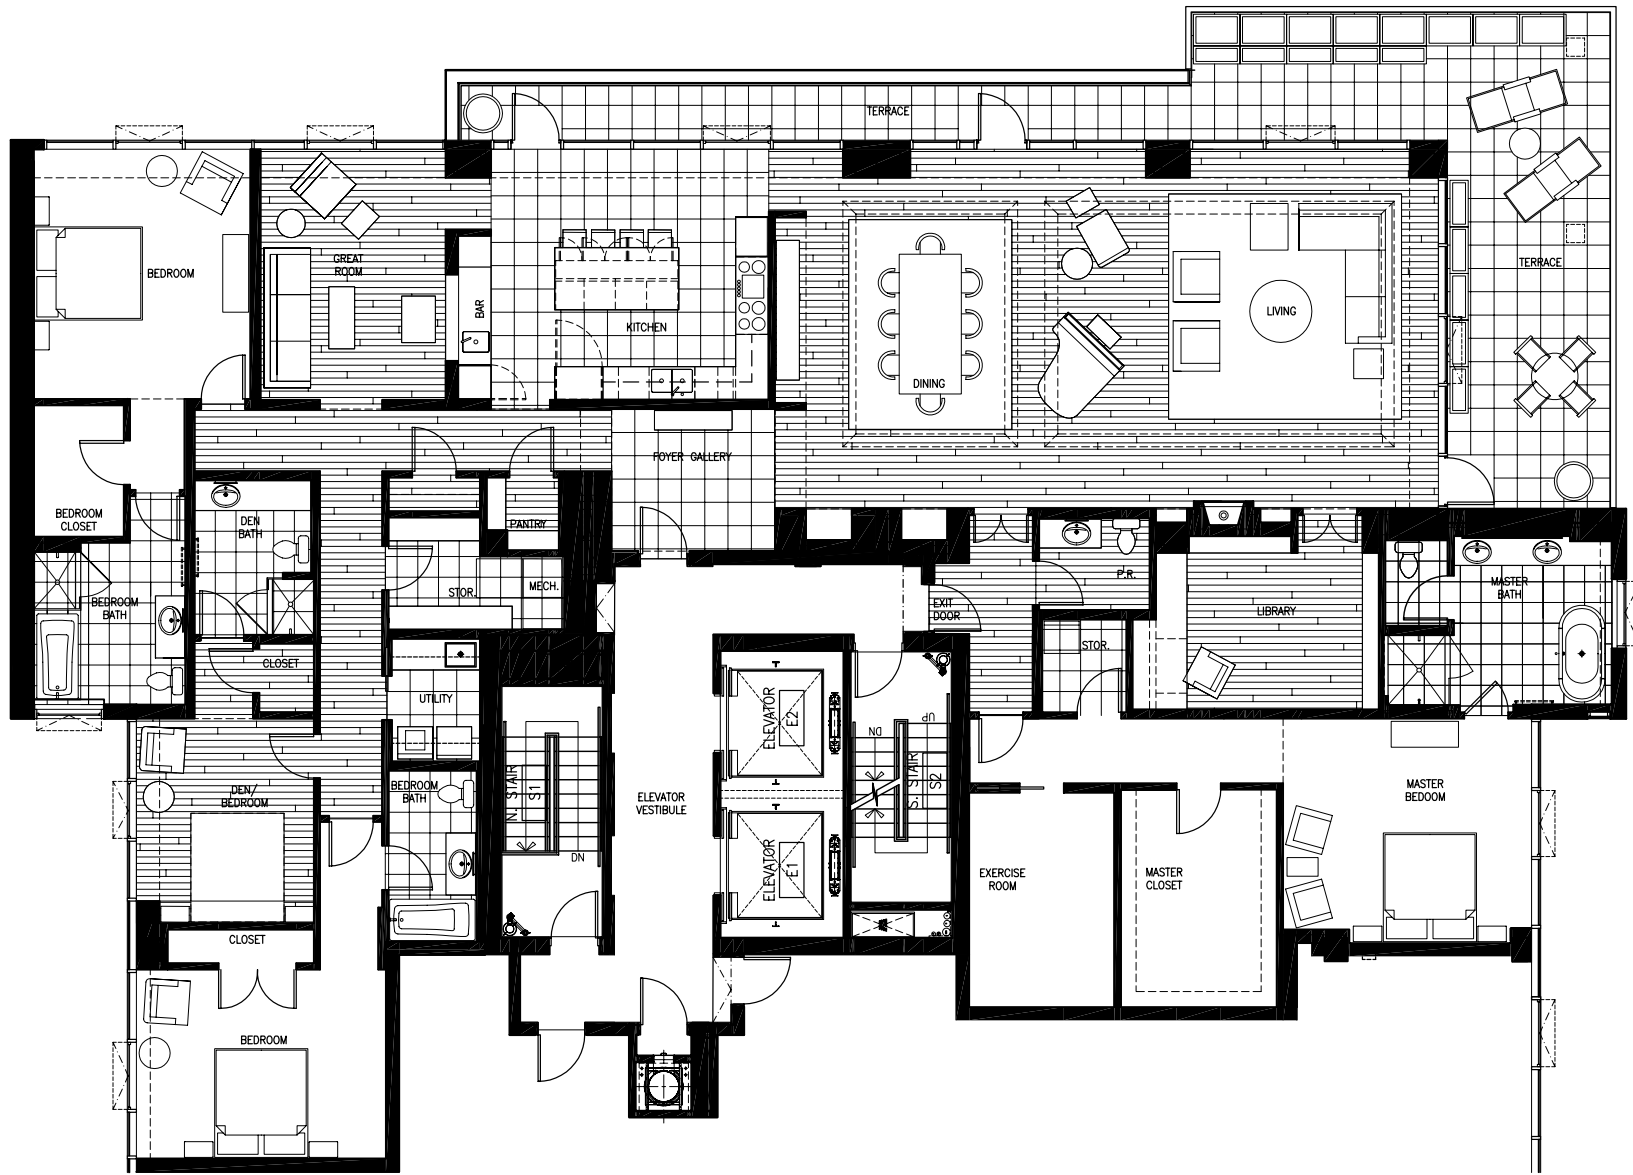 TERRACE
TERRACE
BEDROOM
GREAT
ROOM
BAR
KITCHEN
LIVING
DINING
FOYER GALLERY
BEDROOM
CLOSET
DEN
BATH
PANTRY
STOR.
MECH.
P.R.
EXIT
DOOR
LIBRARY
MASTER
BATH
BEDROOM
BATH
CLOSET
STOR.
UTILITY
ELEVATOR
E2
UP
DN
N. STAIR
S1
S. STAIR
S2
DEN/
BEDROOM
BEDROOM
BATH
ELEVATOR
VESTIBULE
MASTER
BEDOOM
DN
ELEVATOR
E1
EXERCISE
ROOM
MASTER
CLOSET
CLOSET
BEDROOM